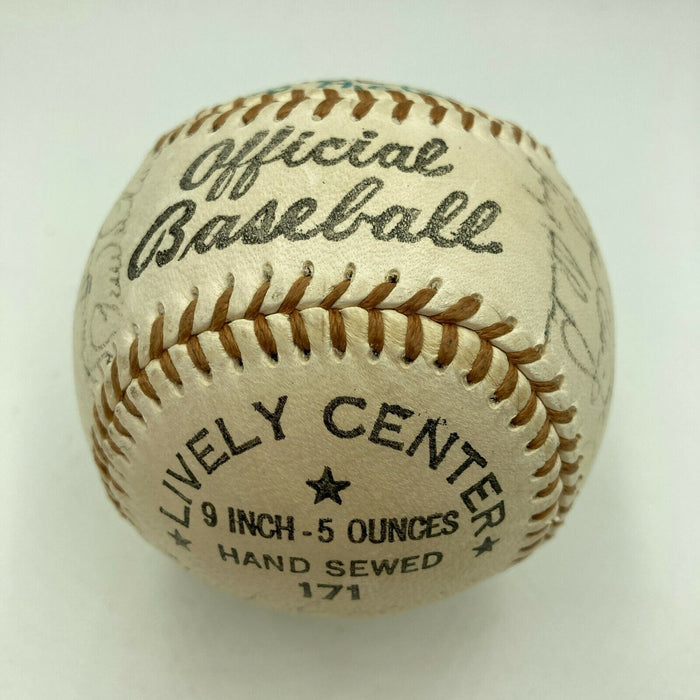 Official
Baseball
LIVELY CENTER
9 INCH - 5 OUNCES
HAND SEWED
171